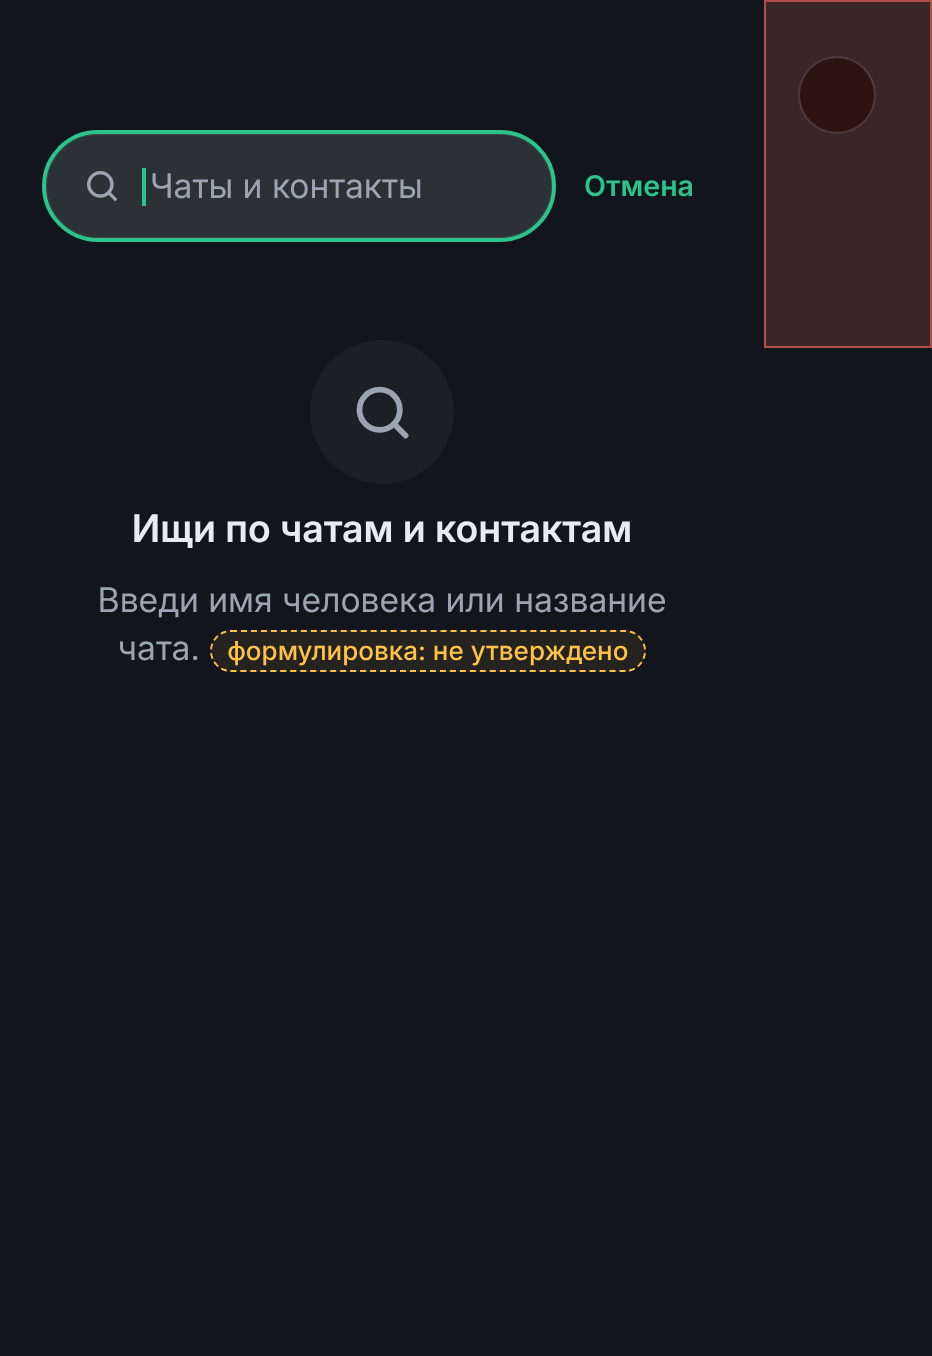 Чаты и контакты
Отмена
Ищи по чатам и контактам
Введи имя человека или название
чата. формулировка: не утверждено